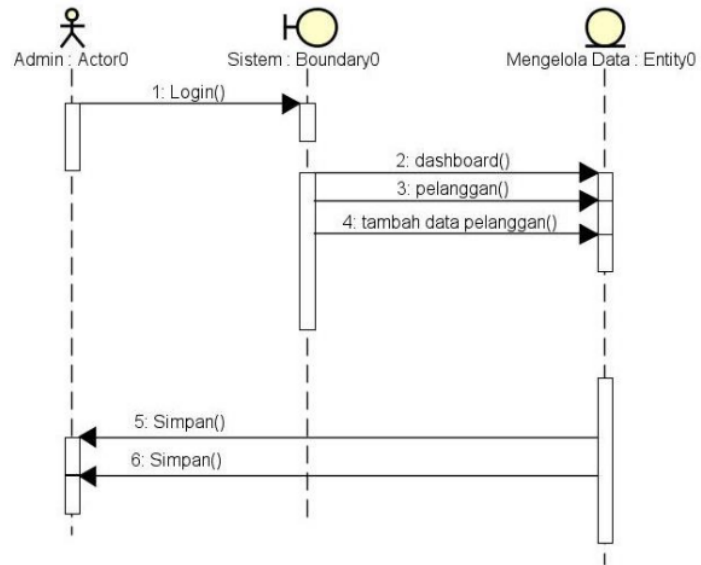 Admin : Actor0
Sistem : Boundary0
Mengelola Data : Entity0
1: Login()
2: dashboard()
3: pelanggan()
4: tambah data pelanggan()
5: Simpan()
6: Simpan()